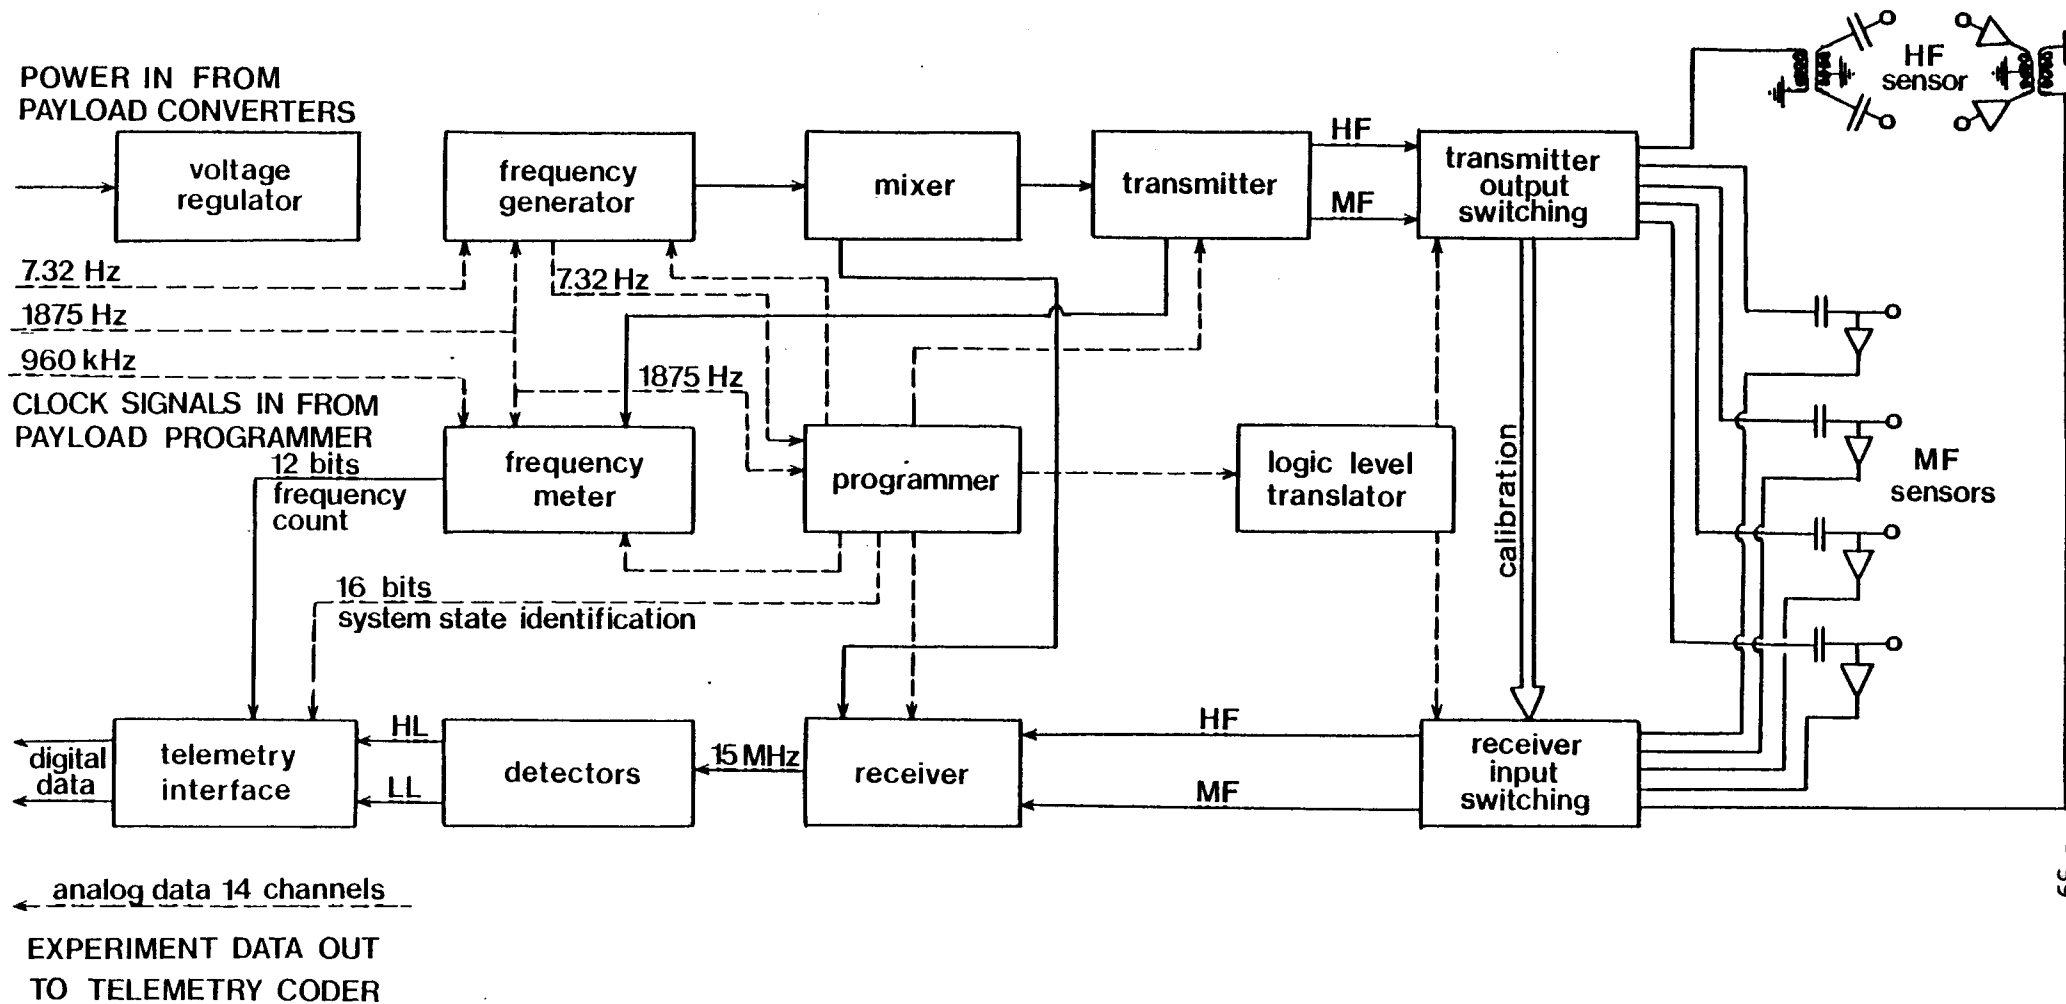 POWER IN FROM
PAYLOAD CONVERTERS
HF
sensor
voltage
regulator
frequency
generator
mixer
transmitter
HF
MF
transmitter
output
switching
7.32 Hz
7.32 Hz
1875 Hz
960 kHz
1875 Hz
CLOCK SIGNALS IN FROM
PAYLOAD PROGRAMMER
12 bits
frequency
count
frequency
meter
programmer
logic level
translator
calibration
MF
sensors
16 bits
system state identification
digital
data
telemetry
interface
HL
LL
detectors
15 MHz
receiver
HF
MF
receiver
input
switching
analog data 14 channels
EXPERIMENT DATA OUT
TO TELEMETRY CODER